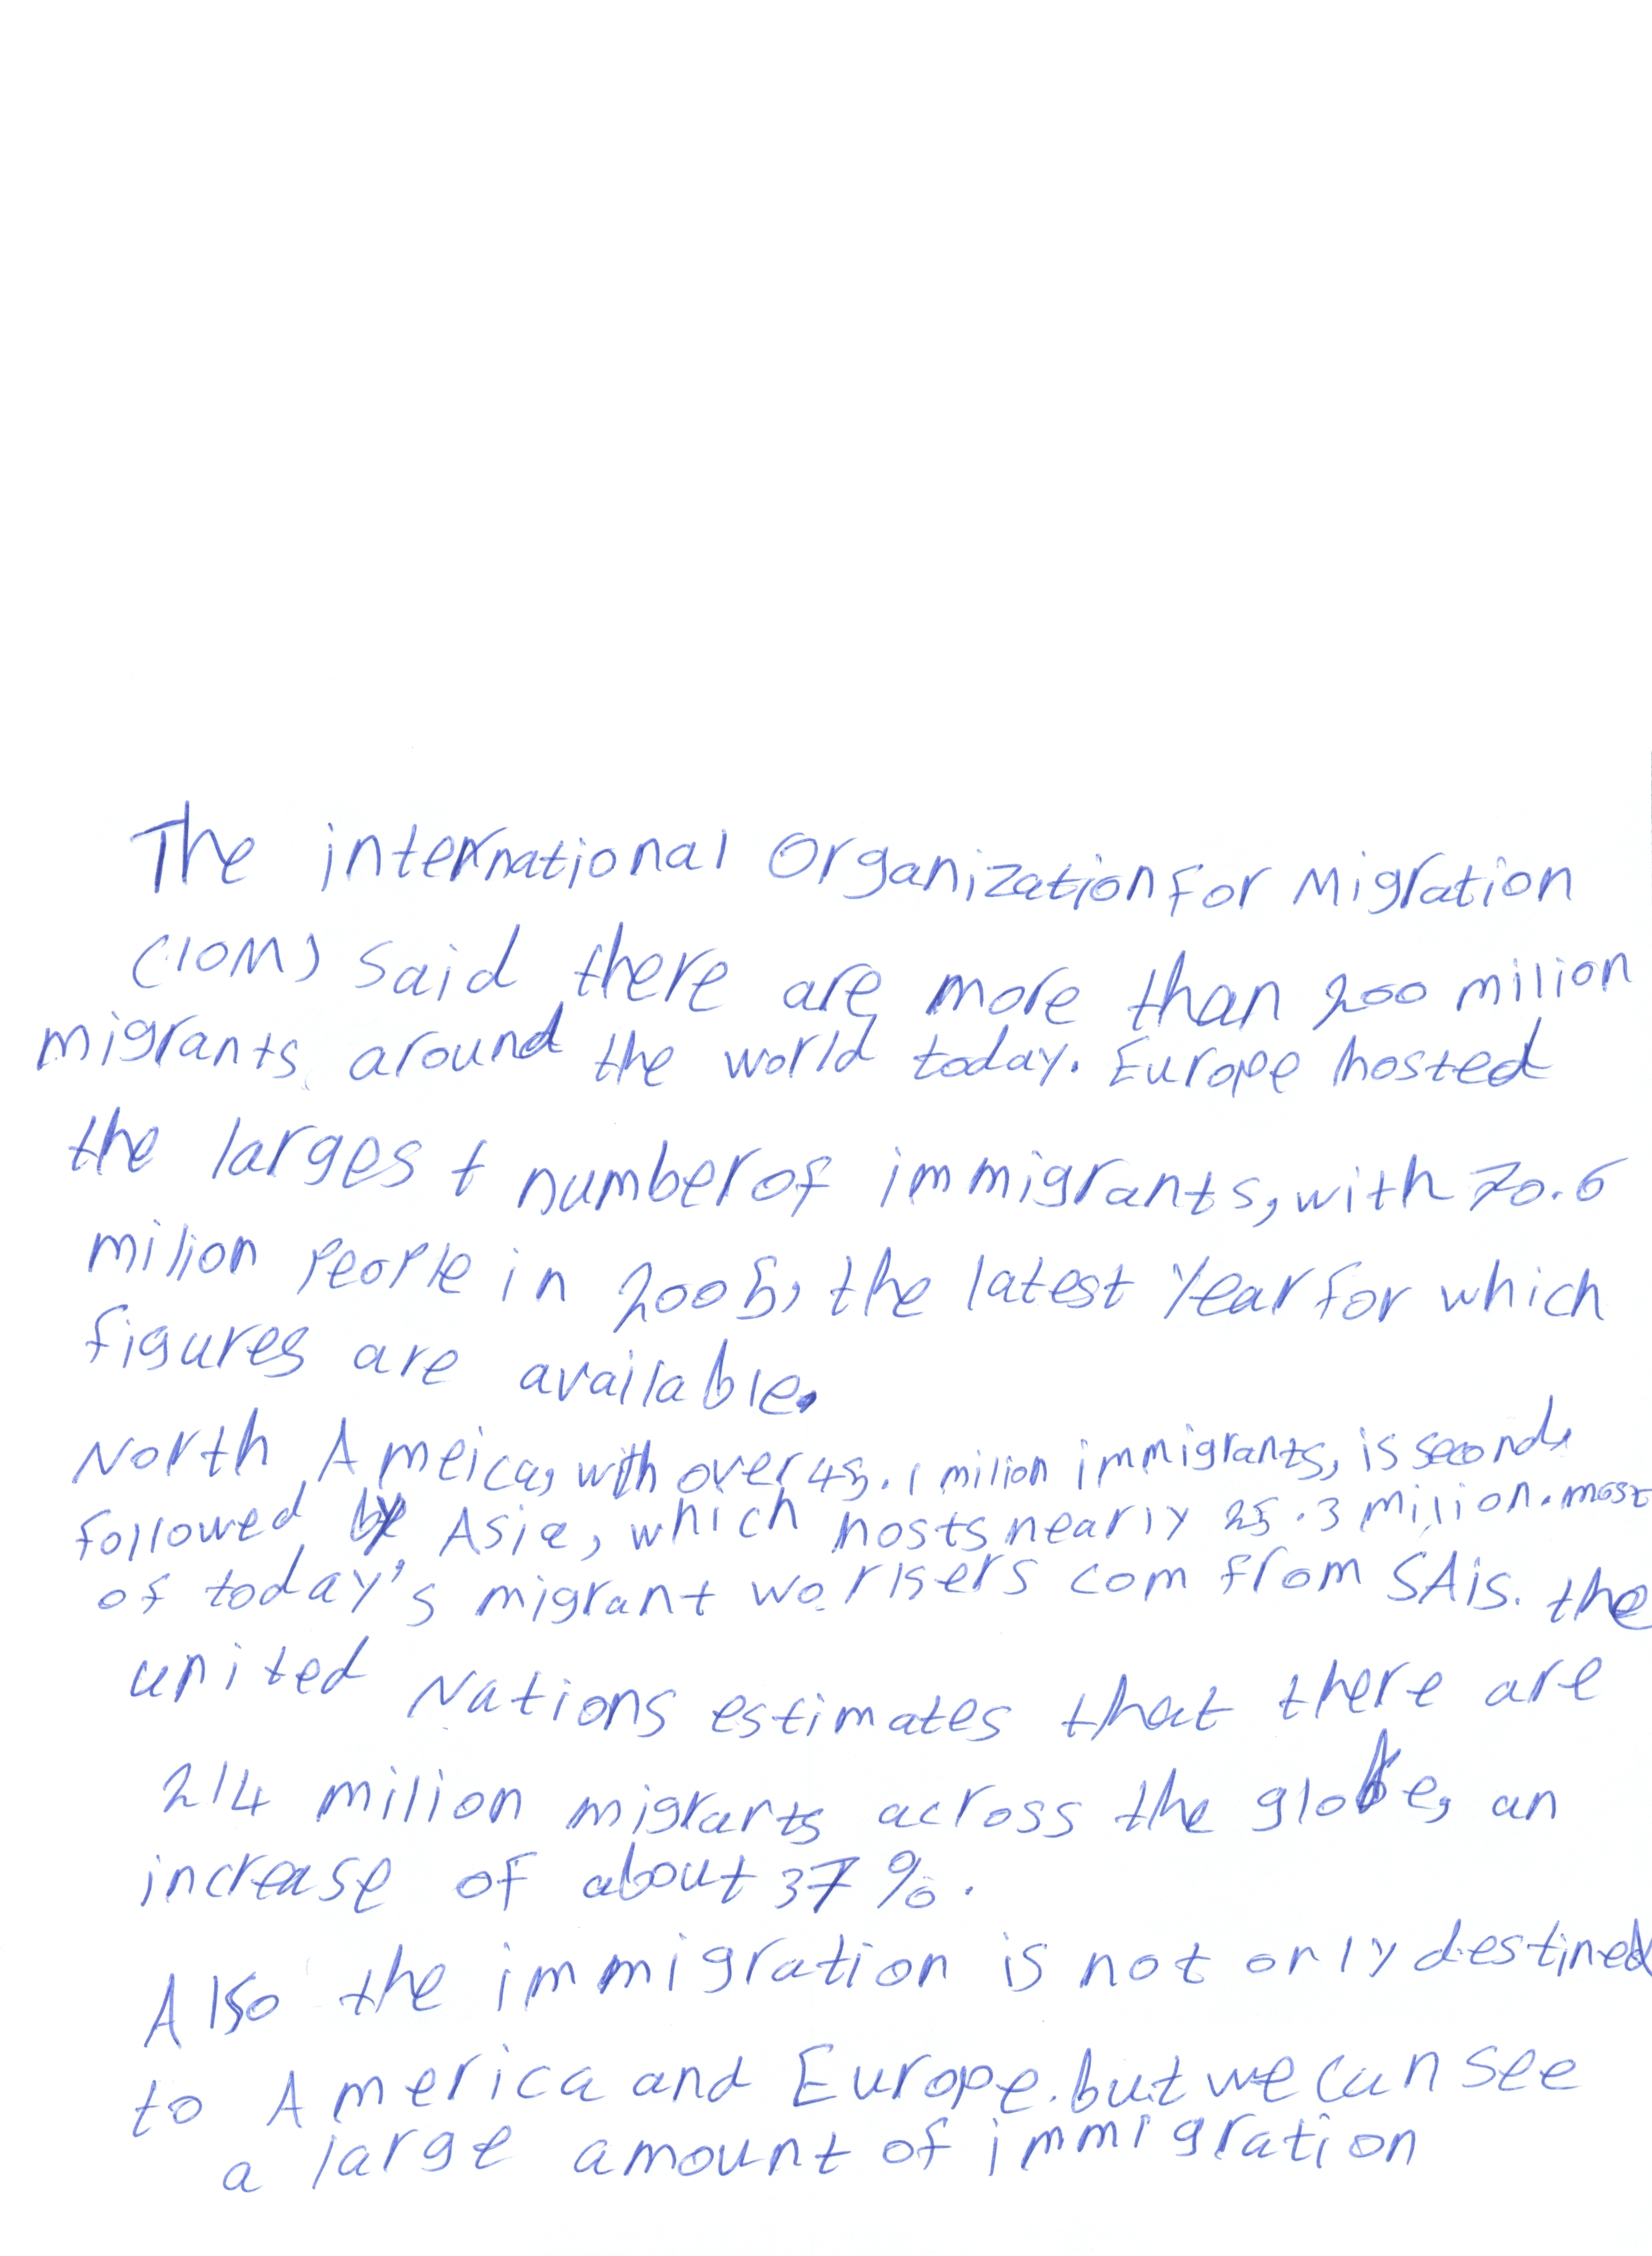 The international Organization for Migration
(IOM) said there are more than 200 milion
migrants around the world today. Europe hosted
the largest number of immigrants, with 70.6
milion people in 2005, the latest year for which
figures are available.
North Ameica, with over 45.1 milion immigrants, is second,
followed by Asia, which hosts nearly 25.3 milion. most
of today's migrant workers com from SAis. the
united Nations estimates that there are
214 milion migrants across the globe, an
increase of about 37%.
Also the immigration is not only destined
to America and Europe. but we can see
a large amount of immigration